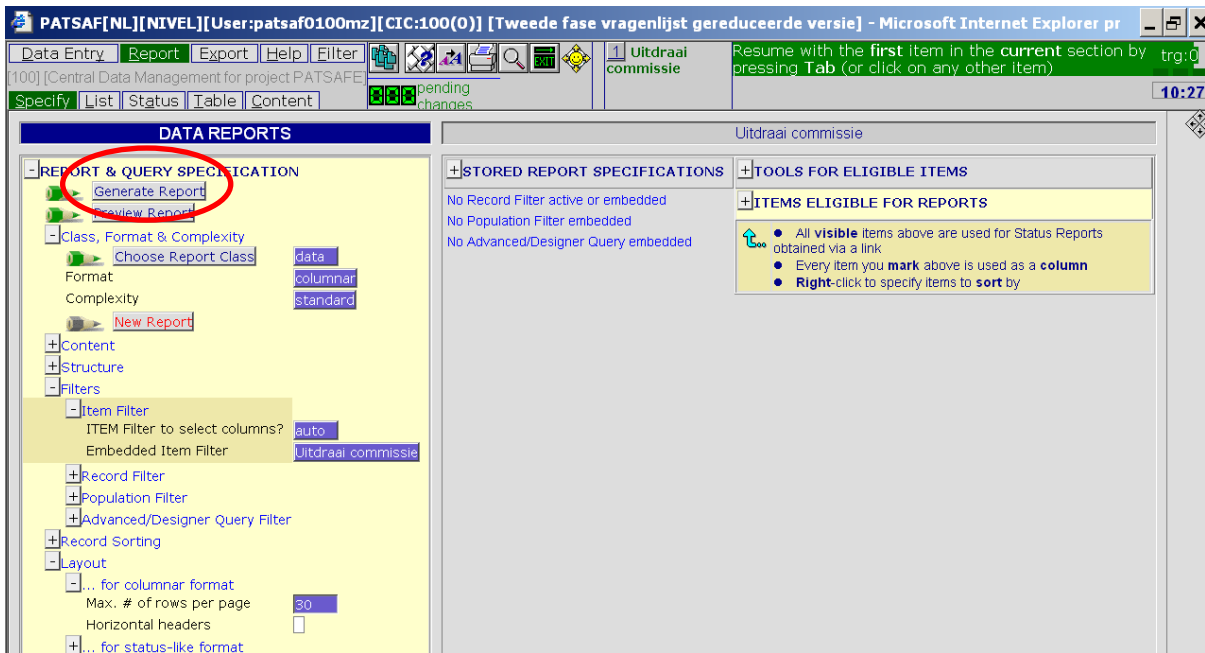 PATSAF[NL][NIVEL][User:patsaf0100mz][CIC:100(0)] [Tweede fase vragenlijst gereduceerde versie] - Microsoft Internet Explorer pr
Data Entry Report Export Help Filter
[100] [Central Data Management for project PATSAFE]
Specify List Status Table Content
888 pending changes
EXIT
1 Uitdraai commissie
Resume with the first item in the current section by pressing Tab (or click on any other item)
trg:0
10:27
DATA REPORTS
Uitdraai commissie
REPORT & QUERY SPECIFICATION
Generate Report
Preview Report
Class, Format & Complexity
Choose Report Class data
Format columnar
Complexity standard
New Report
Content
Structure
Filters
Item Filter
ITEM Filter to select columns? auto
Embedded Item Filter Uitdraai commissie
Record Filter
Population Filter
Advanced/Designer Query Filter
Record Sorting
Layout
... for columnar format
Max. # of rows per page 30
Horizontal headers
... for status-like format
STORED REPORT SPECIFICATIONS
No Record Filter active or embedded
No Population Filter embedded
No Advanced/Designer Query embedded
TOOLS FOR ELIGIBLE ITEMS
ITEMS ELIGIBLE FOR REPORTS
• All visible items above are used for Status Reports
obtained via a link
• Every item you mark above is used as a column
• Right-click to specify items to sort by